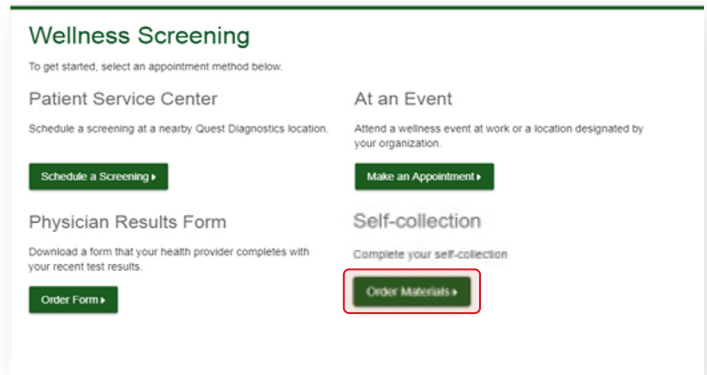 Wellness Screening
To get started, select an appointment method below.
Patient Service Center
Schedule a screening at a nearby Quest Diagnostics location.
Schedule a Screening
At an Event
Attend a wellness event at work or a location designated by
your organization.
Make an Appointment
Physician Results Form
Download a form that your health provider completes with
your recent test results.
Order Form
Self-collection
Complete your self-collection
Order Materials